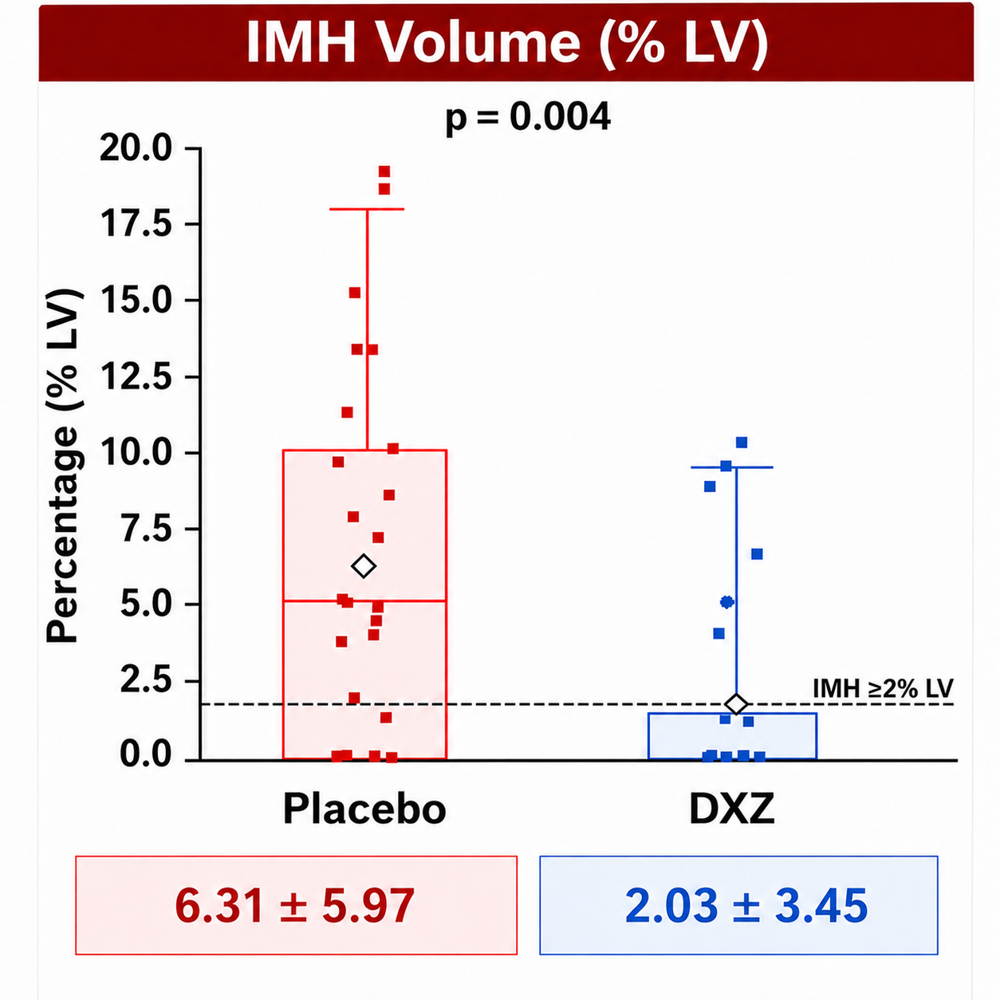 IMH Volume (% LV)
p = 0.004
Percentage (% LV)
20.0
17.5
15.0
12.5
10.0
7.5
5.0
2.5
0.0
IMH ≥2% LV
Placebo
DXZ
6.31 ± 5.97
2.03 ± 3.45